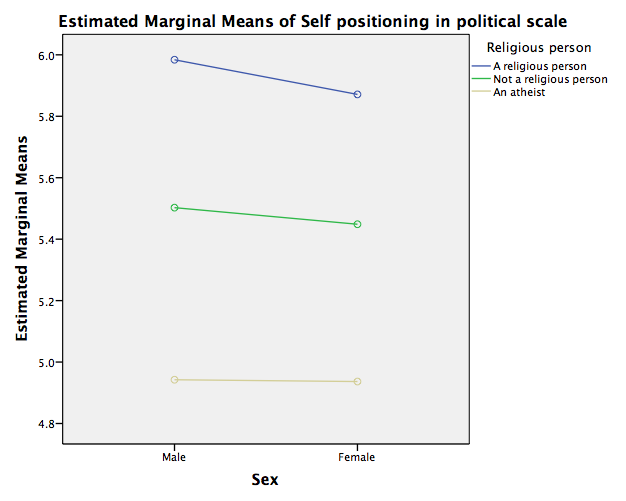 Estimated Marginal Means of Self positioning in political scale
Religious person
A religious person
Not a religious person
An atheist
Estimated Marginal Means
6.0
5.8
5.6
5.4
5.2
5.0
4.8
Male
Female
Sex